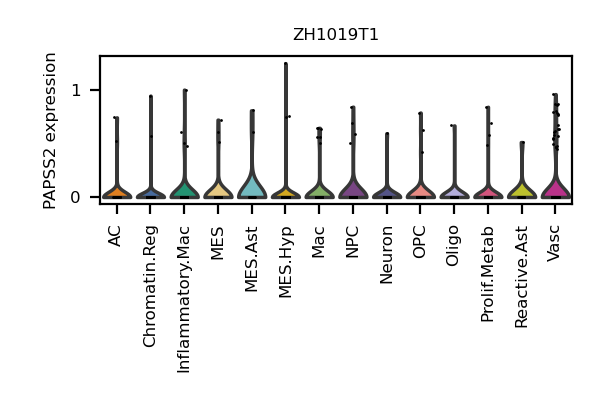 ZH1019T1
PAPSS2 expression
1
0
AC
Chromatin.Reg
Inflammatory.Mac
MES
MES.Ast
MES.Hyp
Mac
NPC
Neuron
OPC
Oligo
Prolif.Metab
Reactive.Ast
Vasc